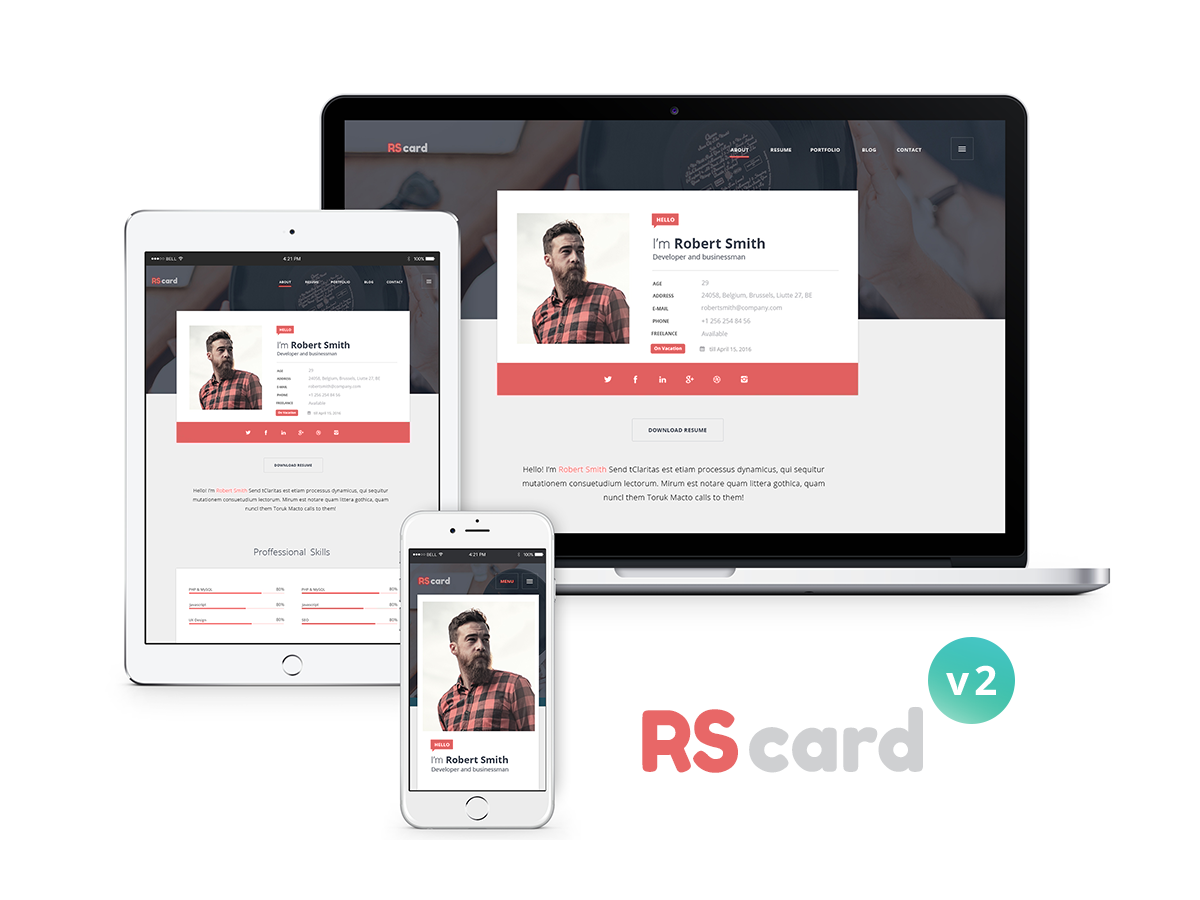 RS card
ABOUT RESUME PORTFOLIO BLOG CONTACT
HELLO
I'm Robert Smith
Developer and businessman
AGE 29
ADDRESS 24058, Belgium, Brussels, Liutte 27, BE
E-MAIL robertsmith@company.com
PHONE +1 256 254 84 56
FREELANCE Available
On Vacation till April 15, 2016
DOWNLOAD RESUME
Hello! I'm Robert Smith Send tClaritas est etiam processus dynamicus, qui sequitur
mutationem consuetudium lectorum. Mirum est notare quam littera gothica, quam
nuncl them Toruk Macto calls to them!
BELL 4:21 PM 100%
RS card
ABOUT RESUME PORTFOLIO BLOG CONTACT
HELLO
I'm Robert Smith
Developer and businessman
AGE 29
ADDRESS 24058, Belgium, Brussels, Liutte 27, BE
E-MAIL robertsmith@company.com
PHONE +1 256 254 84 56
FREELANCE Available
On Vacation till April 15, 2016
DOWNLOAD RESUME
Hello! I'm Robert Smith Send tClaritas est etiam processus dynamicus, qui sequitur
mutationem consuetudium lectorum. Mirum est notare quam littera gothica, quam
nuncl them Toruk Macto calls to them!
Proffessional Skills
PHP & MySQL 80% PHP & MySQL 80%
Javascript 80% Javascript 80%
UX Design 80% SEO 80%
BELL 4:21 PM 100%
RS card MENU
HELLO
I'm Robert Smith
Developer and businessman
v2
RS card